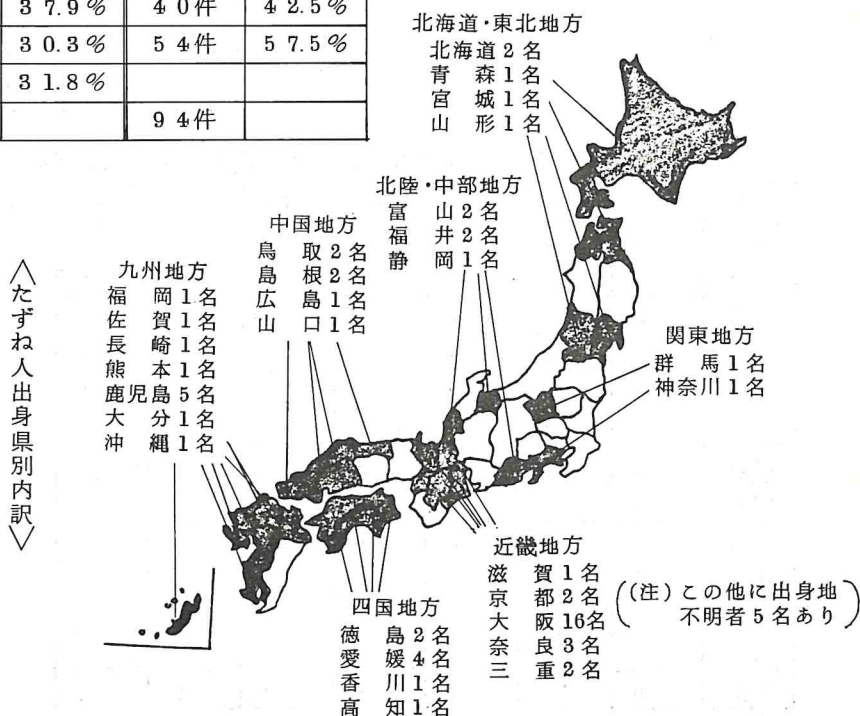 37.9% 40件 42.5%
30.3% 54件 57.5%
31.8%
94件
北海道・東北地方
北海道2名
青森1名
宮城1名
山形1名
北陸・中部地方
富山2名
福井2名
静岡1名
中国地方
鳥取2名
島根2名
広島1名
山口1名
九州地方
福岡1名
佐賀1名
長崎1名
熊本1名
鹿児島5名
大分1名
沖縄1名
〈たずね人出身県別内訳〉
関東地方
群馬1名
神奈川1名
近畿地方
滋賀1名
京都2名
大阪16名
奈良3名
三重2名
((注)この他に出身地
不明者5名あり)
四国地方
徳島2名
愛媛4名
香川1名
高知1名